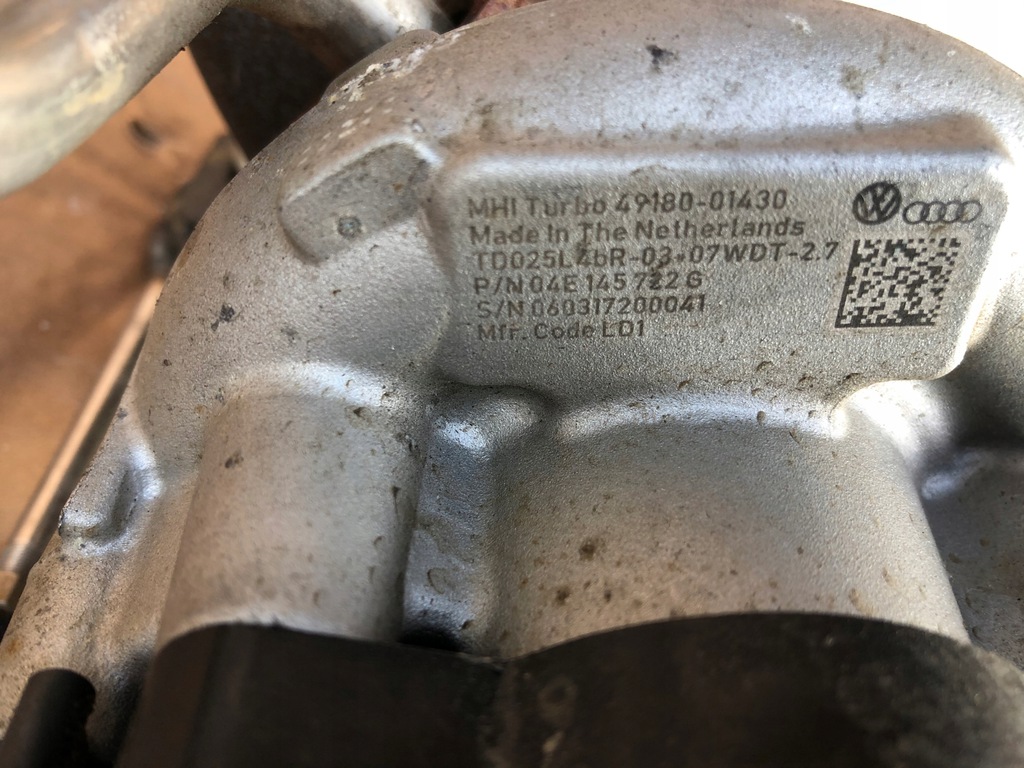 MHI Turbo 49180-01430
Made In The Netherlands
TD025L4bR-03+07WDT-2.7
P/N 04E 145 722 G
S/N 060317200041
Mfr. Code LD1